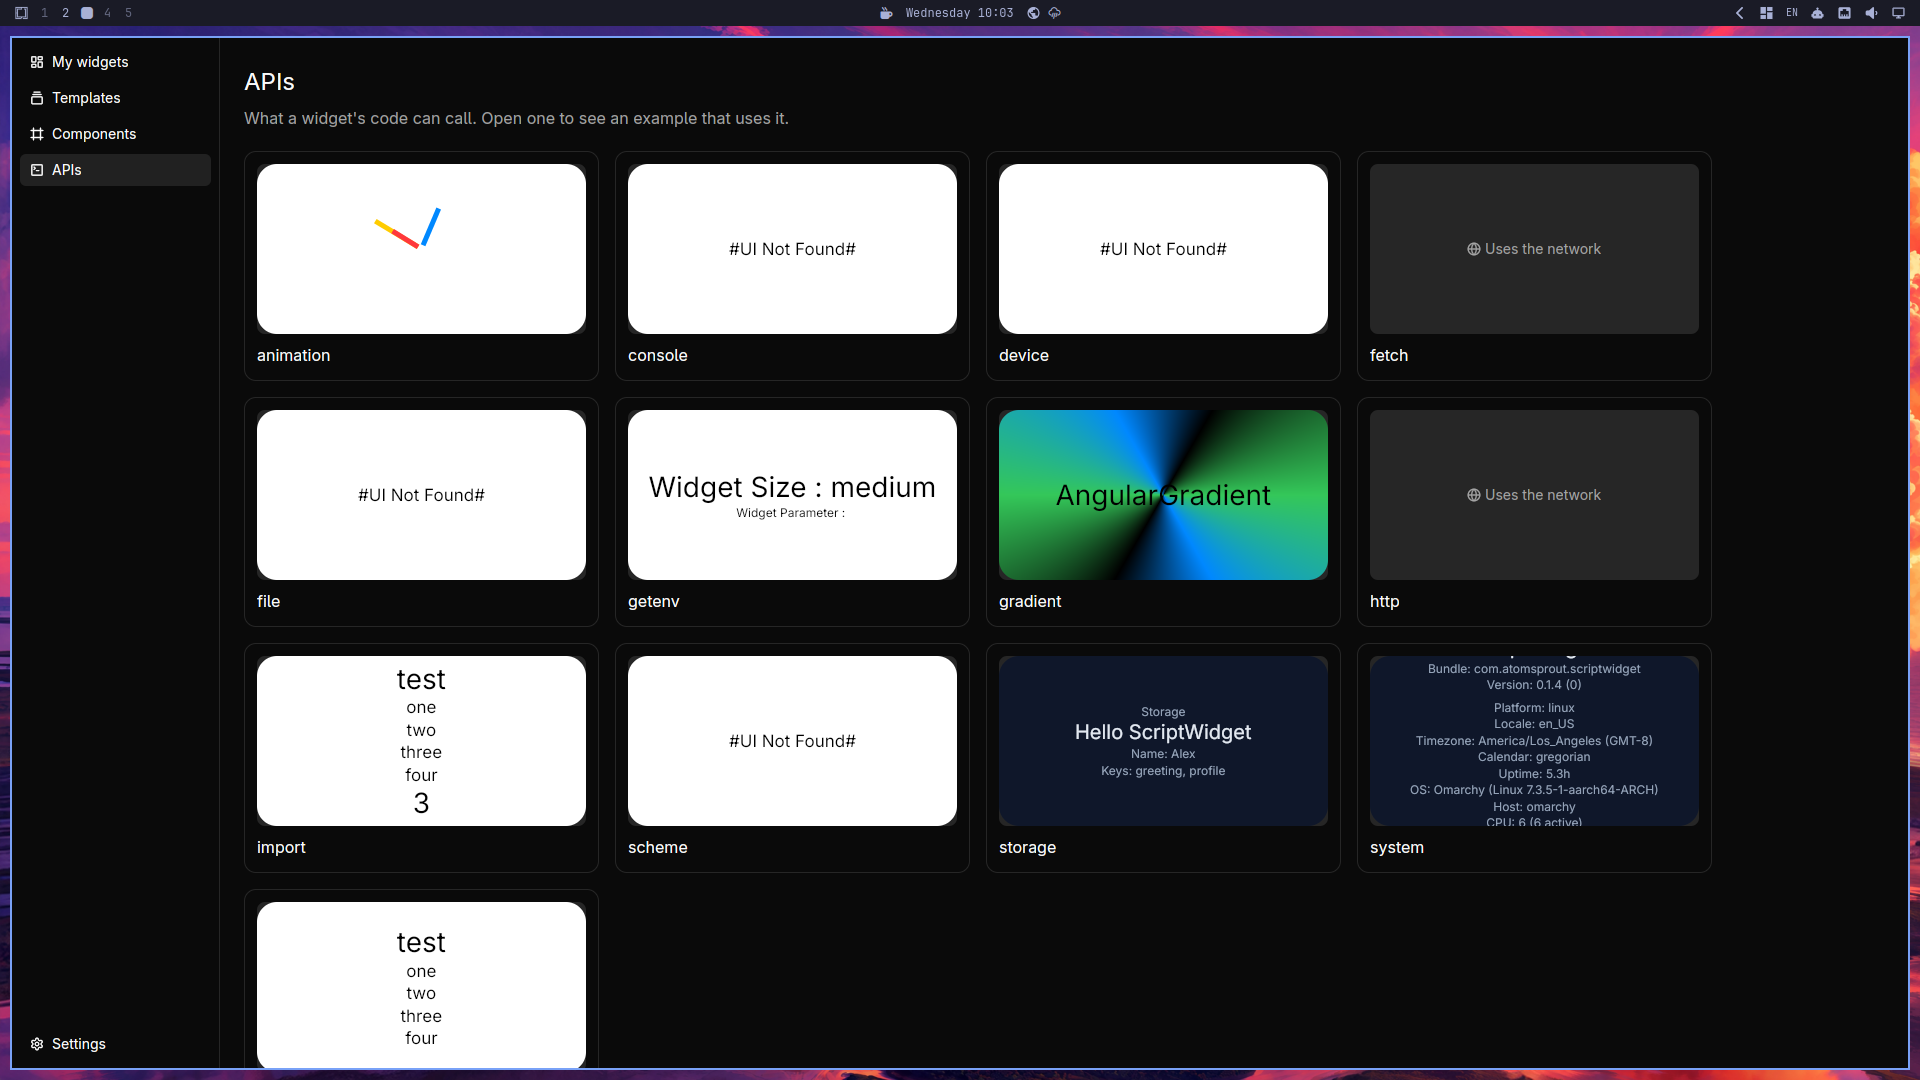 1 2 4 5
Wednesday 10:03
EN
My widgets
Templates
Components
APIs
Settings
APIs
What a widget's code can call. Open one to see an example that uses it.
animation
#UI Not Found#
console
#UI Not Found#
device
Uses the network
fetch
#UI Not Found#
file
Widget Size : medium
Widget Parameter :
getenv
AngularGradient
gradient
Uses the network
http
test
one
two
three
four
3
import
#UI Not Found#
scheme
Storage
Hello ScriptWidget
Name: Alex
Keys: greeting, profile
storage
Bundle: com.atomsprout.scriptwidget
Version: 0.1.4 (0)
Platform: linux
Locale: en_US
Timezone: America/Los_Angeles (GMT-8)
Calendar: gregorian
Uptime: 5.3h
OS: Omarchy (Linux 7.3.5-1-aarch64-ARCH)
Host: omarchy
CPU: 6 (6 active)
system
test
one
two
three
four